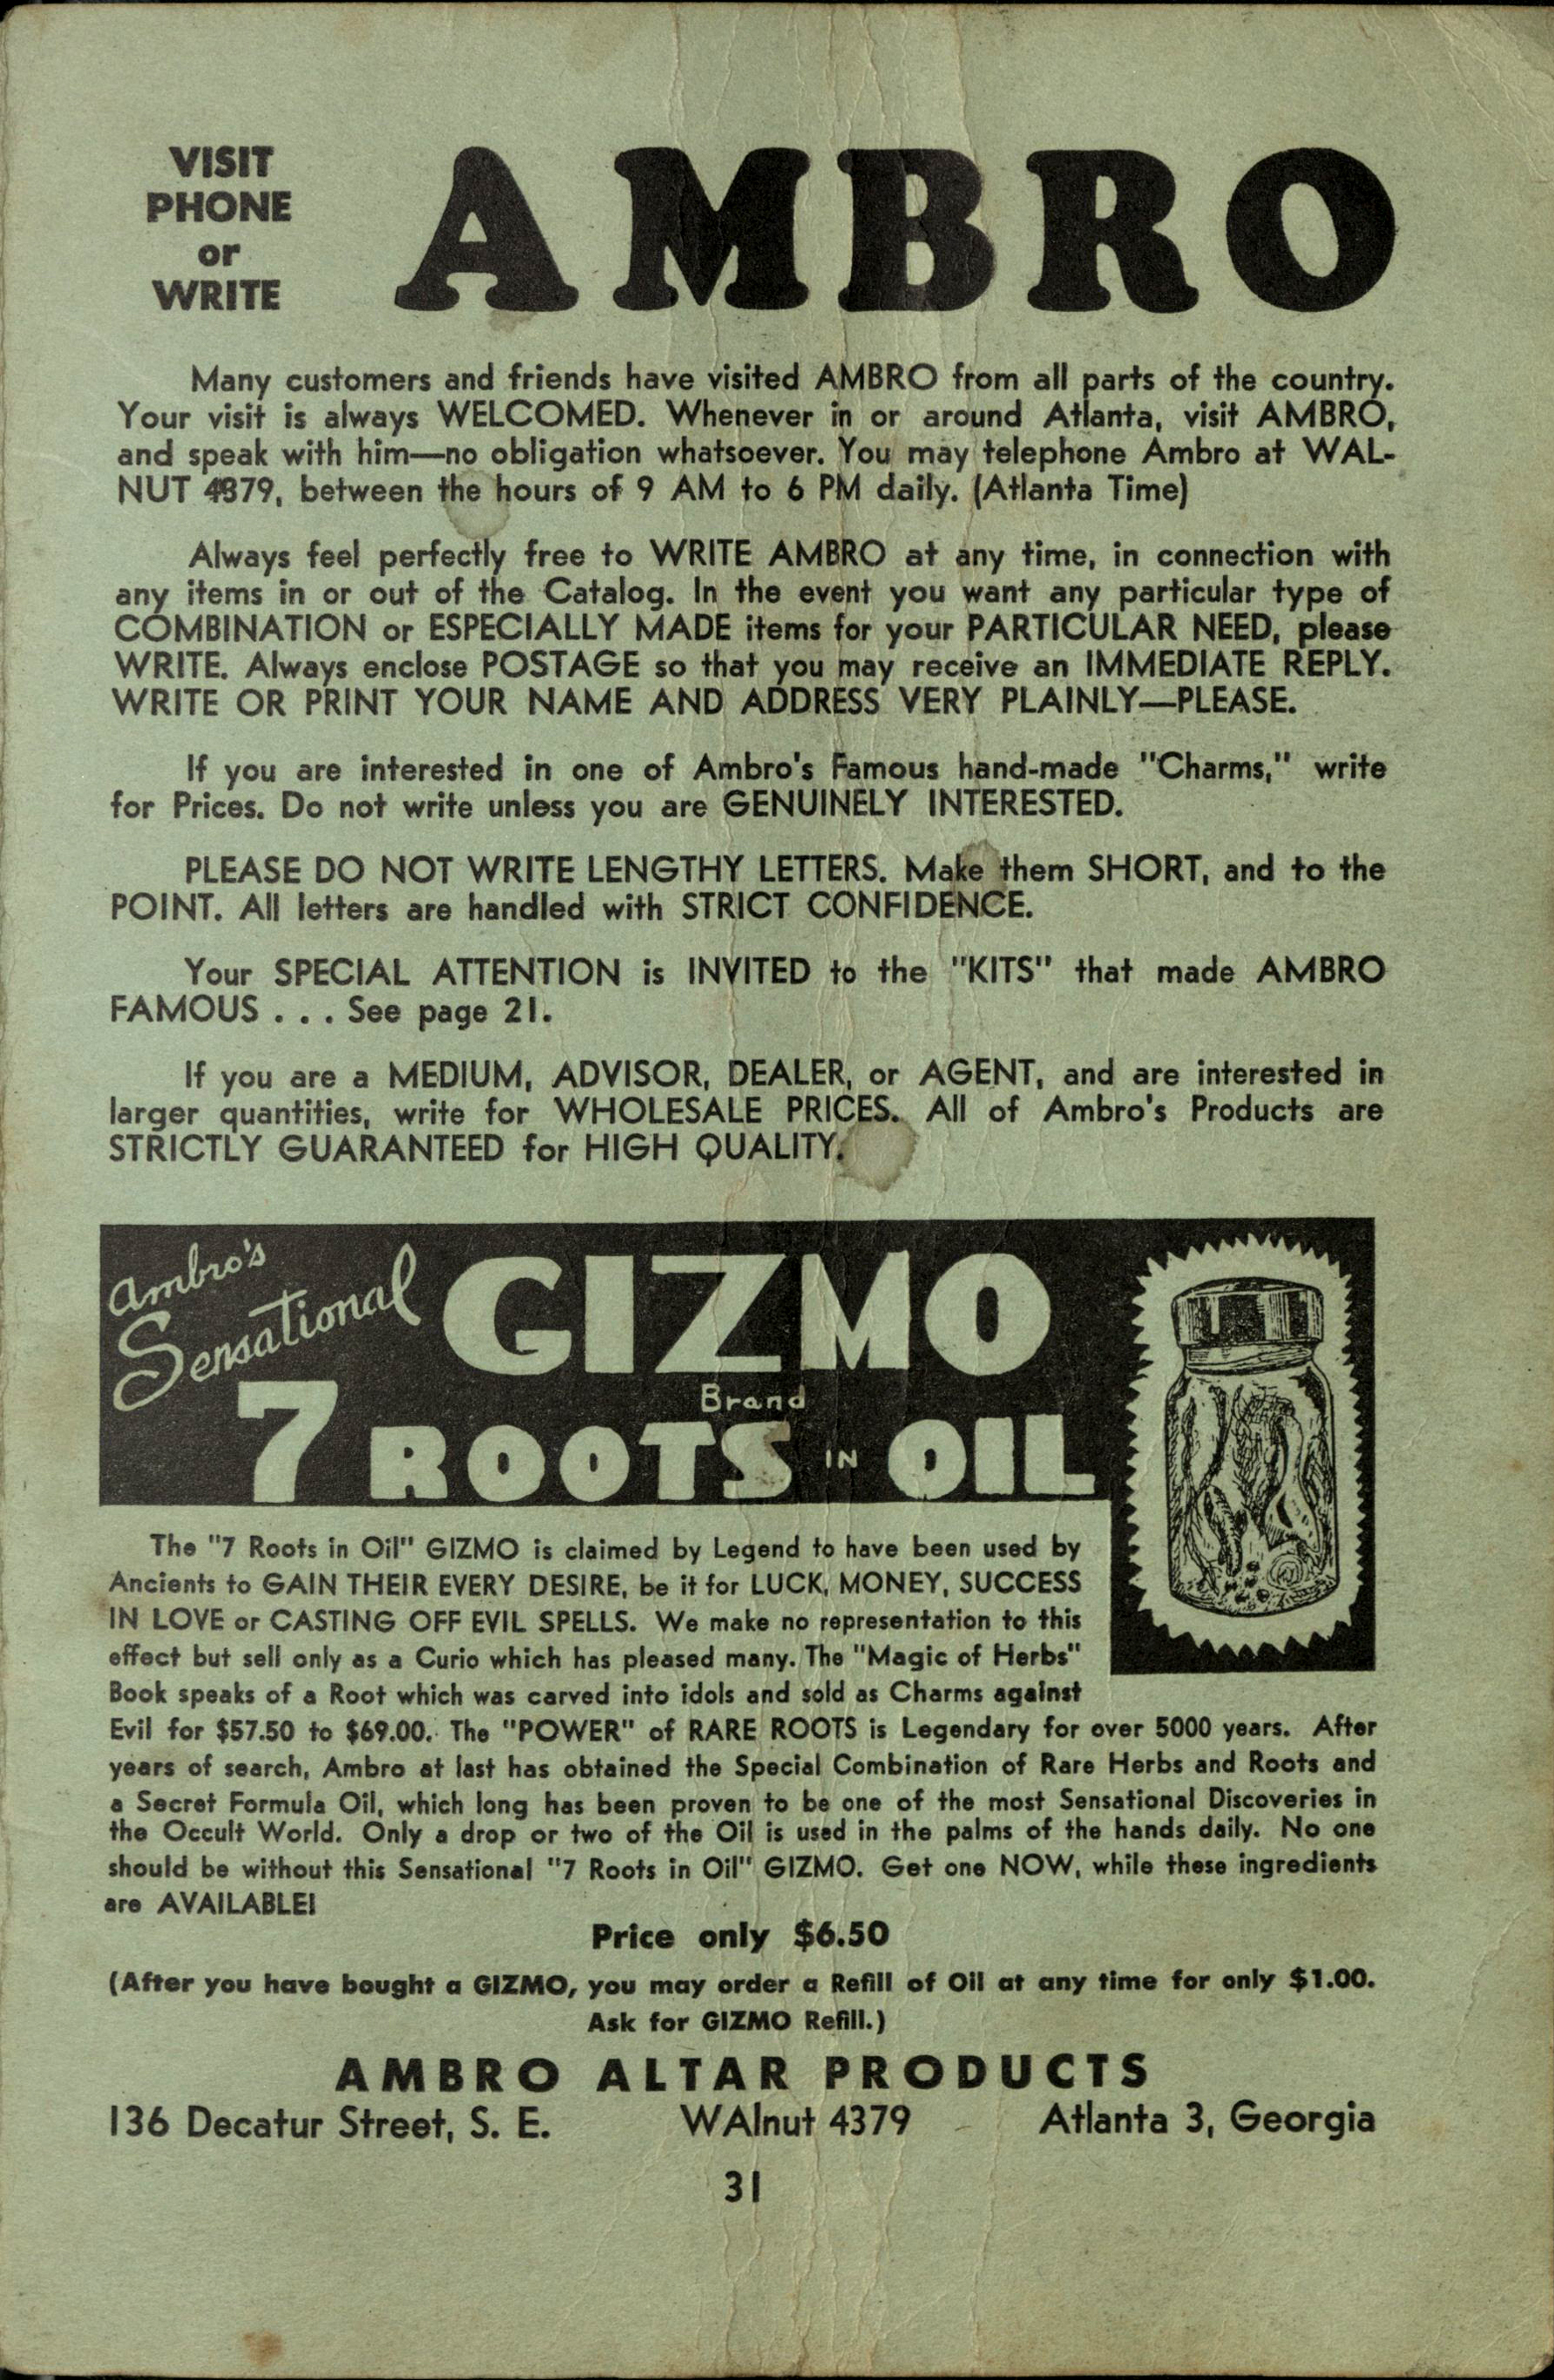 VISIT
PHONE
or
WRITE
AMBRO
Many customers and friends have visited AMBRO from all parts of the country.
Your visit is always WELCOMED. Whenever in or around Atlanta, visit AMBRO,
and speak with him—no obligation whatsoever. You may telephone Ambro at WAL-
NUT 4379, between the hours of 9 AM to 6 PM daily. (Atlanta Time)
Always feel perfectly free to WRITE AMBRO at any time, in connection with
any items in or out of the Catalog. In the event you want any particular type of
COMBINATION or ESPECIALLY MADE items for your PARTICULAR NEED, please
WRITE. Always enclose POSTAGE so that you may receive an IMMEDIATE REPLY.
WRITE OR PRINT YOUR NAME AND ADDRESS VERY PLAINLY—PLEASE.
If you are interested in one of Ambro's Famous hand-made "Charms," write
for Prices. Do not write unless you are GENUINELY INTERESTED.
PLEASE DO NOT WRITE LENGTHY LETTERS. Make them SHORT, and to the
POINT. All letters are handled with STRICT CONFIDENCE.
Your SPECIAL ATTENTION is INVITED to the "KITS" that made AMBRO
FAMOUS . . . See page 21.
If you are a MEDIUM, ADVISOR, DEALER, or AGENT, and are interested in
larger quantities, write for WHOLESALE PRICES. All of Ambro's Products are
STRICTLY GUARANTEED for HIGH QUALITY.
Ambro's
Sensational
GIZMO
Brand
7 ROOTS IN OIL
The "7 Roots in Oil" GIZMO is claimed by Legend to have been used by
Ancients to GAIN THEIR EVERY DESIRE, be it for LUCK, MONEY, SUCCESS
IN LOVE or CASTING OFF EVIL SPELLS. We make no representation to this
effect but sell only as a Curio which has pleased many. The "Magic of Herbs"
Book speaks of a Root which was carved into idols and sold as Charms against
Evil for $57.50 to $69.00. The "POWER" of RARE ROOTS is Legendary for over 5000 years. After
years of search, Ambro at last has obtained the Special Combination of Rare Herbs and Roots and
a Secret Formula Oil, which long has been proven to be one of the most Sensational Discoveries in
the Occult World. Only a drop or two of the Oil is used in the palms of the hands daily. No one
should be without this Sensational "7 Roots in Oil" GIZMO. Get one NOW, while these ingredients
are AVAILABLE!
Price only $6.50
(After you have bought a GIZMO, you may order a Refill of Oil at any time for only $1.00.
Ask for GIZMO Refill.)
AMBRO ALTAR PRODUCTS
136 Decatur Street, S. E. WAlnut 4379 Atlanta 3, Georgia
31